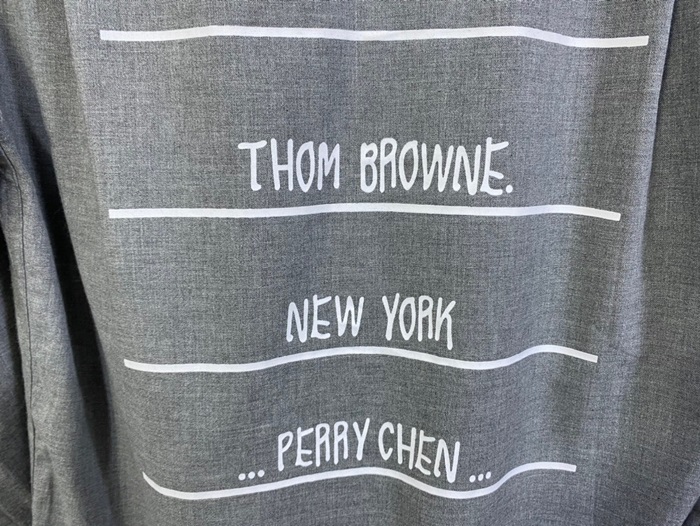 THOM BROWNE.
NEW YORK
... PERRY CHEN ...